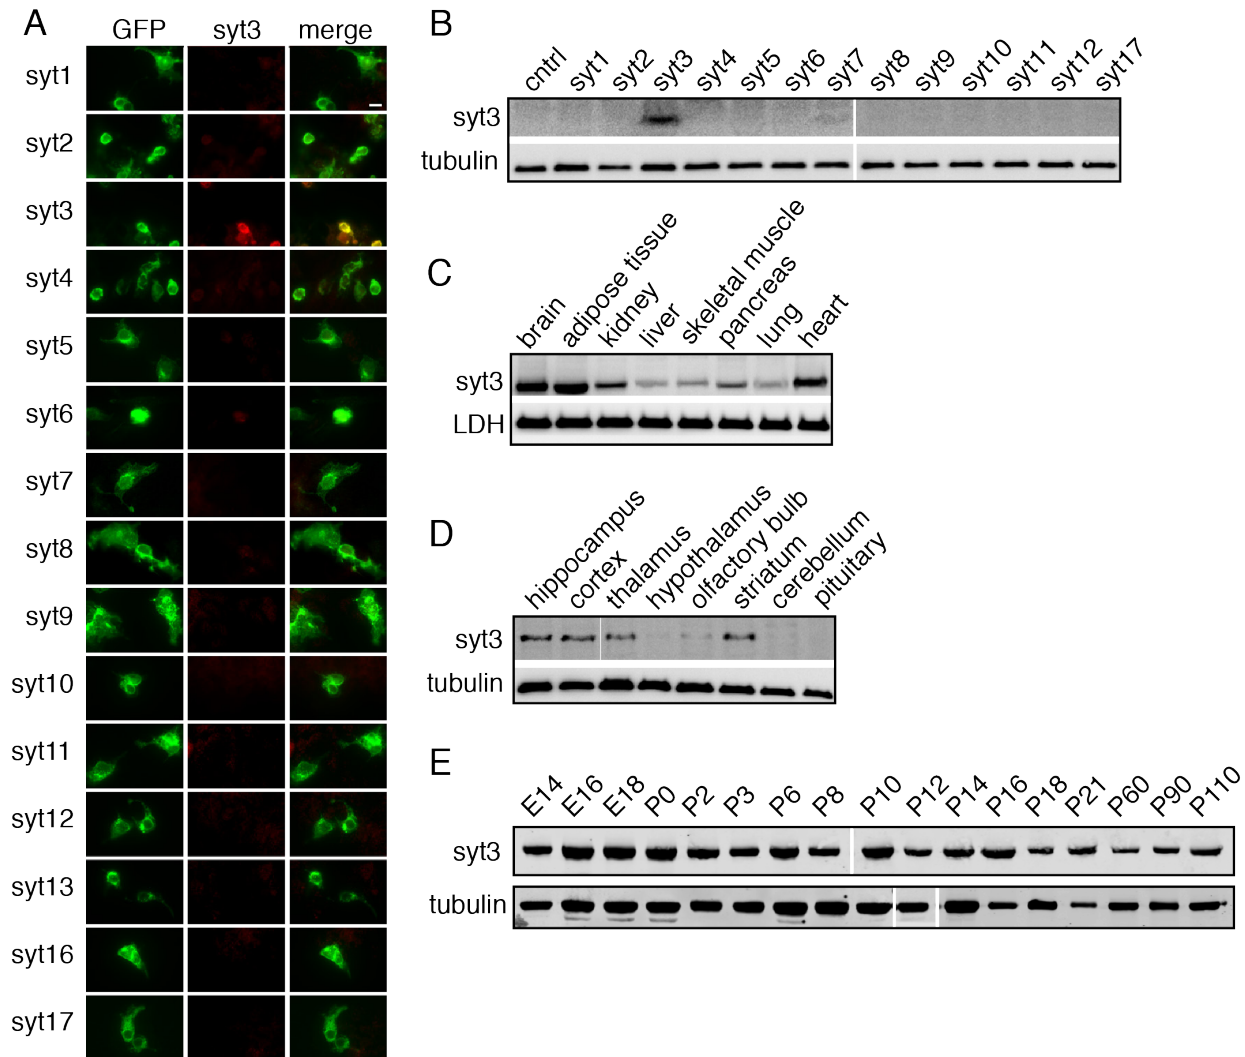 A
GFP syt3 merge
syt1
syt2
syt3
syt4
syt5
syt6
syt7
syt8
syt9
syt10
syt11
syt12
syt13
syt16
syt17
B
cntrl syt1 syt2 syt3 syt4 syt5 syt6 syt7 syt8 syt9 syt10 syt11 syt12 syt17
syt3
tubulin
C
brain adipose tissue kidney liver skeletal muscle pancreas lung heart
syt3
LDH
D
hippocampus cortex thalamus hypothalamus olfactory bulb striatum cerebellum pituitary
syt3
tubulin
E
E14 E16 E18 P0 P2 P3 P6 P8 P10 P12 P14 P16 P18 P21 P60 P90 P110
syt3
tubulin